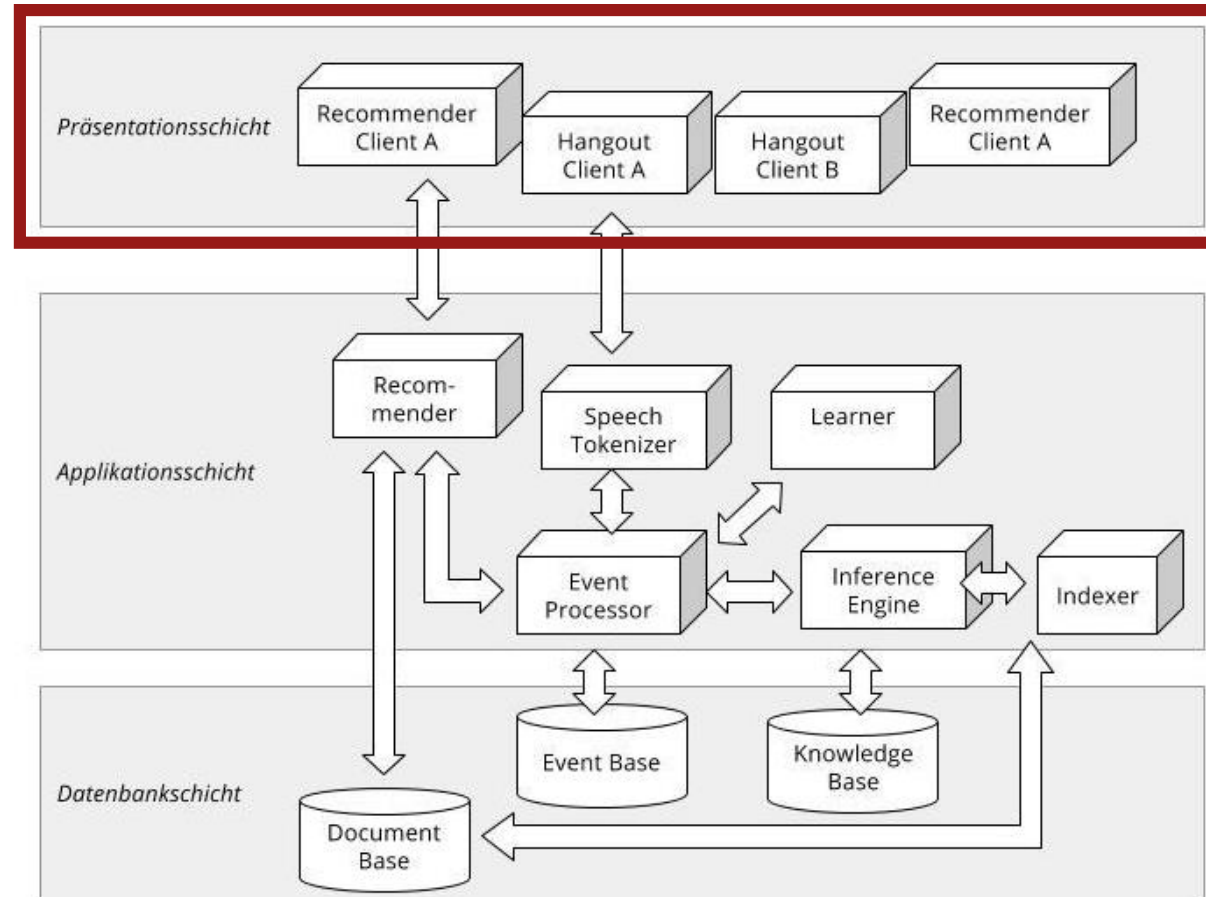 Präsentationsschicht
Recommender
Client A
Hangout
Client A
Hangout
Client B
Recommender
Client A
Applikationsschicht
Recom-
mender
Speech
Tokenizer
Learner
Event
Processor
Inference
Engine
Indexer
Datenbankschicht
Document
Base
Event Base
Knowledge
Base